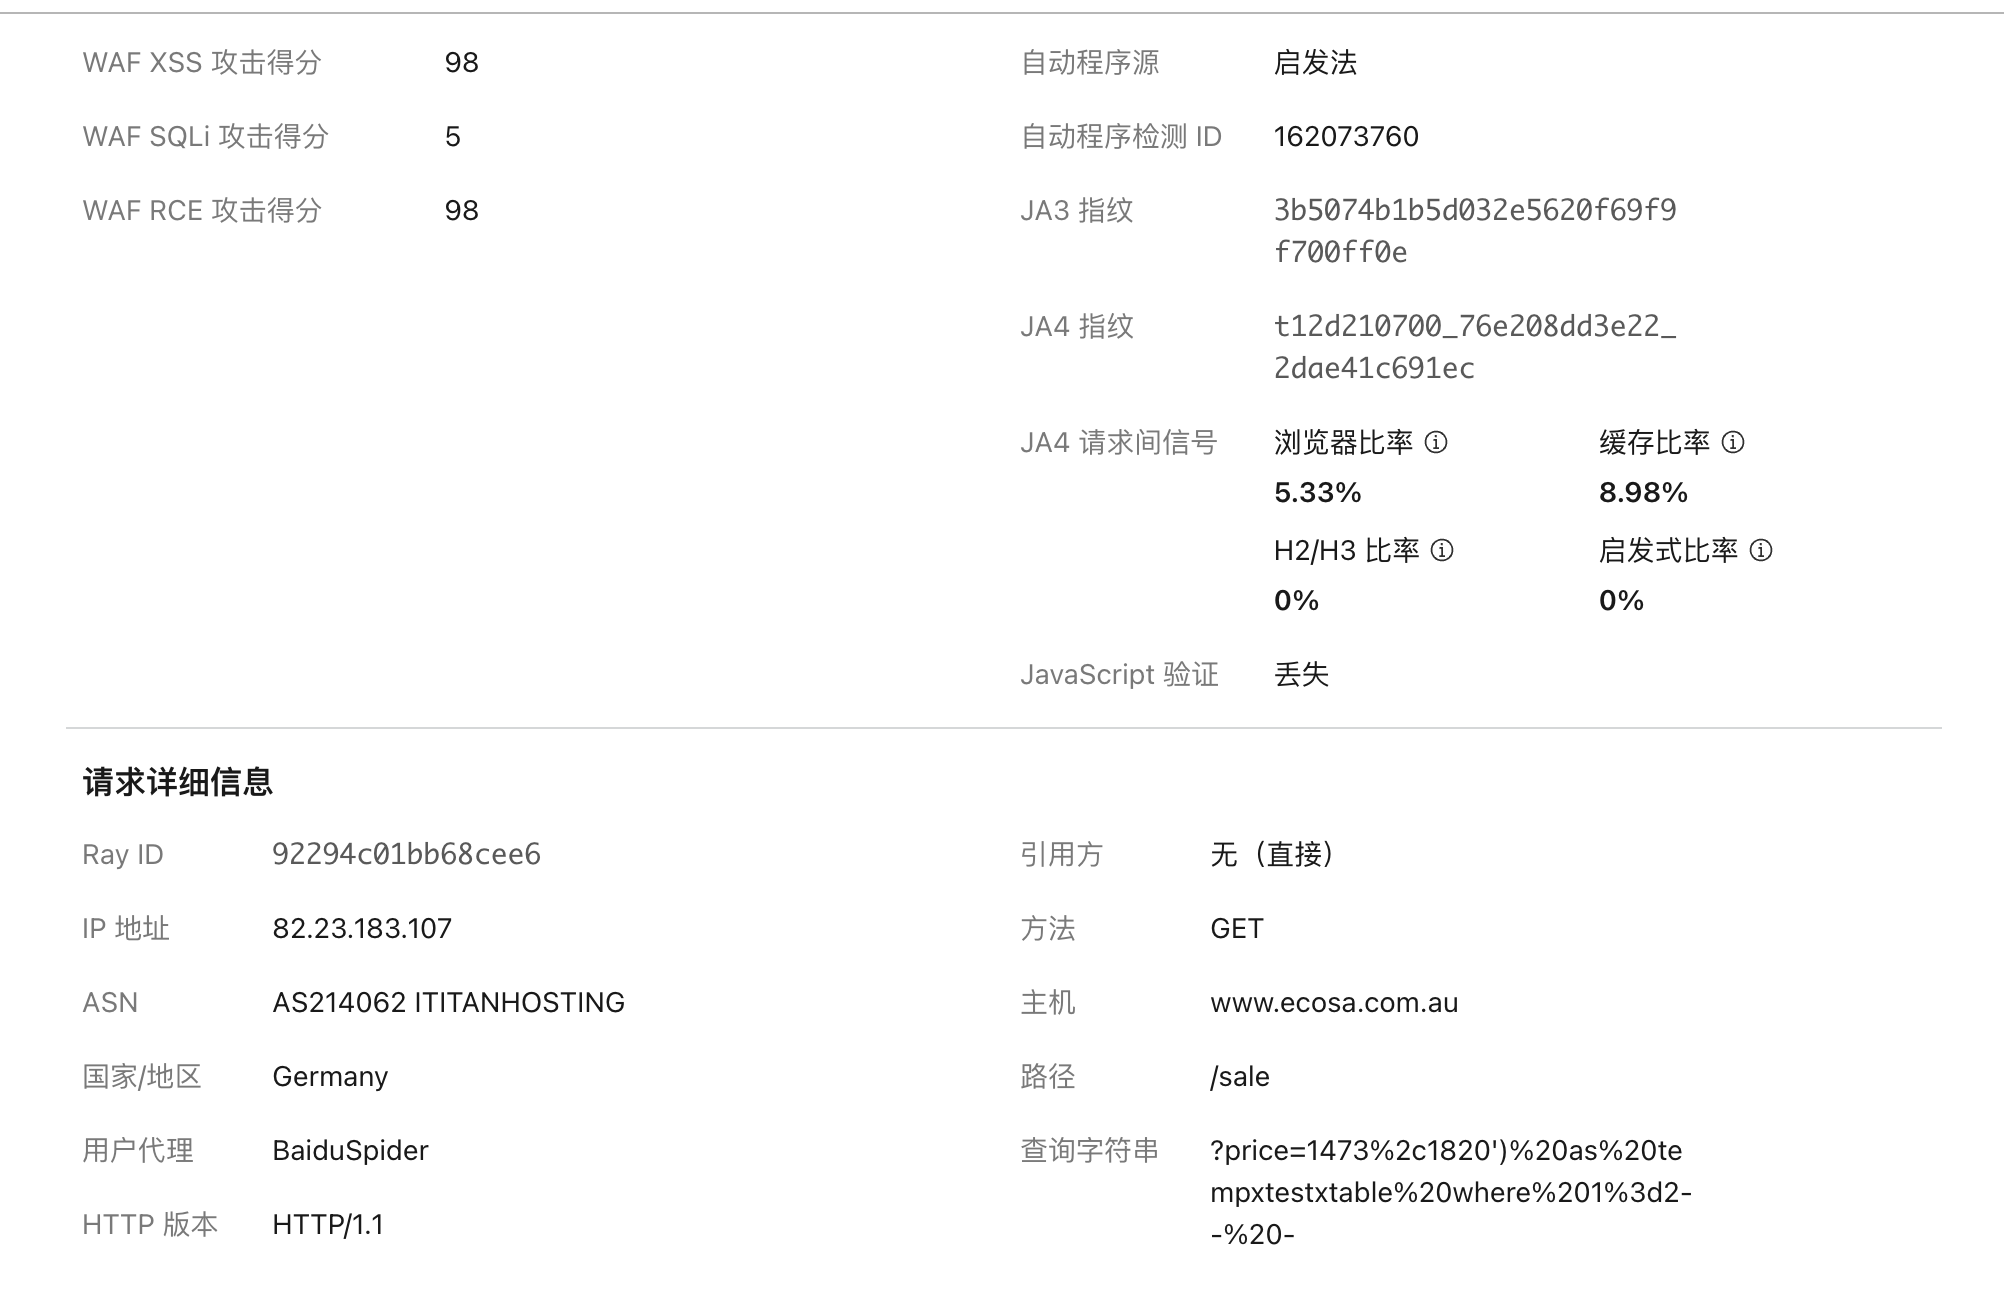 WAF XSS 攻击得分 98
WAF SQLi 攻击得分 5
WAF RCE 攻击得分 98
自动程序源 启发法
自动程序检测 ID 162073760
JA3 指纹 3b5074b1b5d032e5620f69f9
f700ff0e
JA4 指纹 t12d210700_76e208dd3e22_
2dae41c691ec
JA4 请求间信号 浏览器比率 缓存比率
5.33% 8.98%
H2/H3 比率 启发式比率
0% 0%
JavaScript 验证 丢失
请求详细信息
Ray ID 92294c01bb68cee6
IP 地址 82.23.183.107
ASN AS214062 ITITANHOSTING
国家/地区 Germany
用户代理 BaiduSpider
HTTP 版本 HTTP/1.1
引用方 无（直接）
方法 GET
主机 www.ecosa.com.au
路径 /sale
查询字符串 ?price=1473%2c1820')%20as%20te
mpxtestxtable%20where%201%3d2-
-%20-